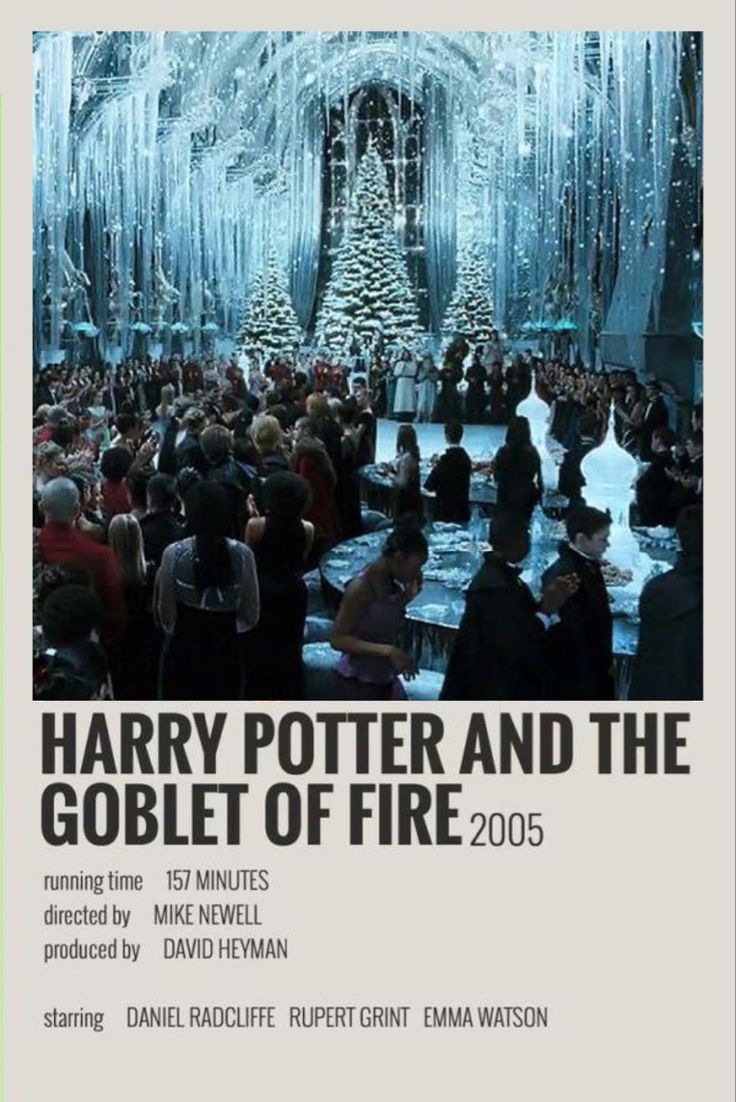 HARRY POTTER AND THE
GOBLET OF FIRE 2005
running time 157 MINUTES
directed by MIKE NEWELL
produced by DAVID HEYMAN
starring DANIEL RADCLIFFE RUPERT GRINT EMMA WATSON